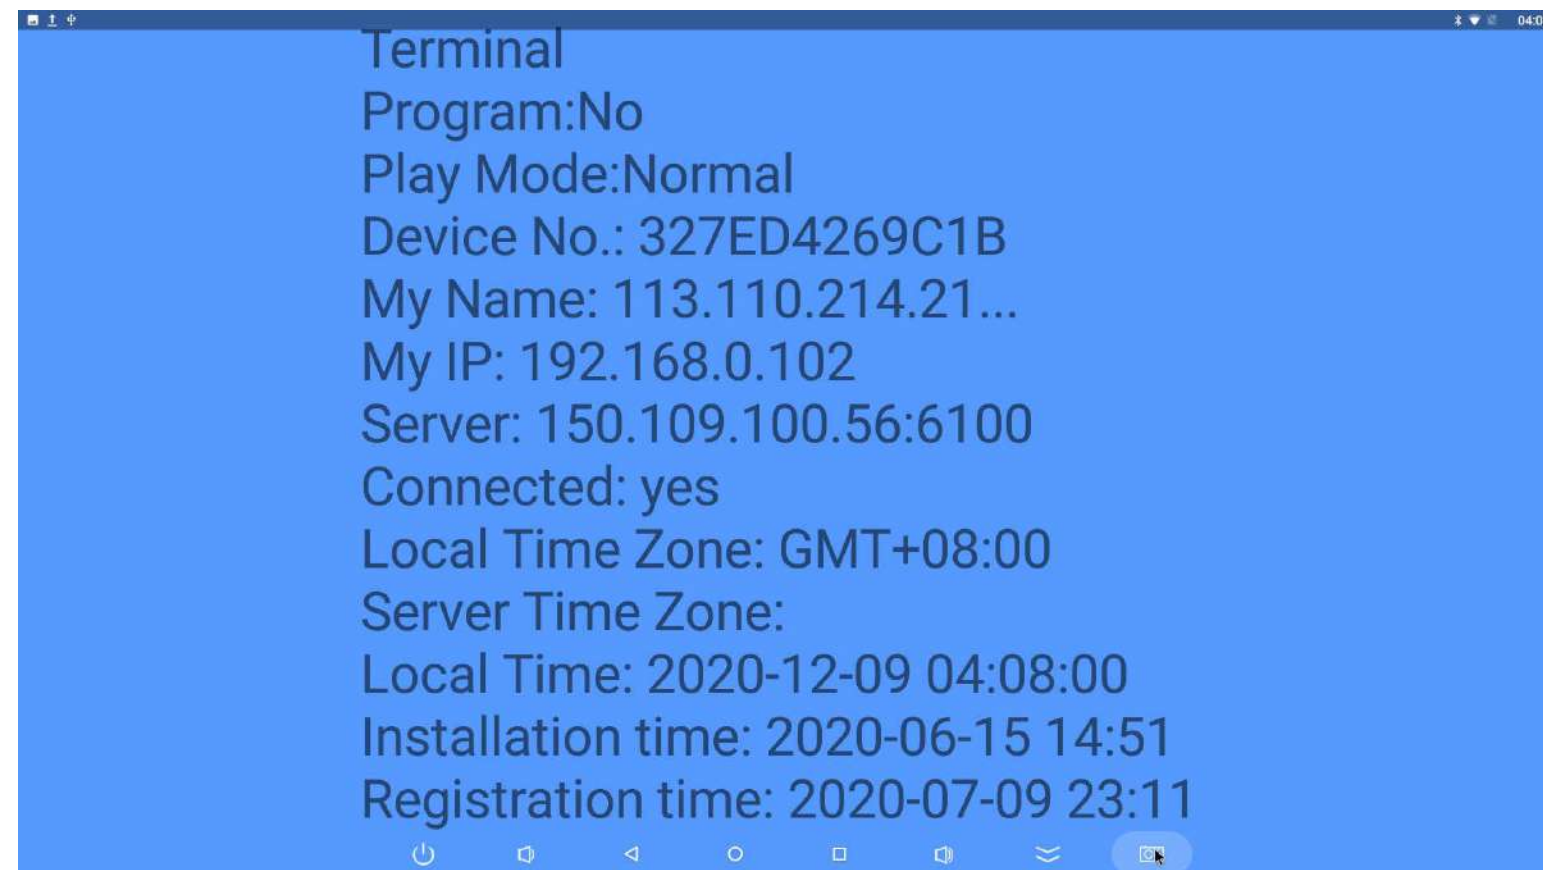 04:0
Terminal
Program:No
Play Mode:Normal
Device No.: 327ED4269C1B
My Name: 113.110.214.21...
My IP: 192.168.0.102
Server: 150.109.100.56:6100
Connected: yes
Local Time Zone: GMT+08:00
Server Time Zone:
Local Time: 2020-12-09 04:08:00
Installation time: 2020-06-15 14:51
Registration time: 2020-07-09 23:11